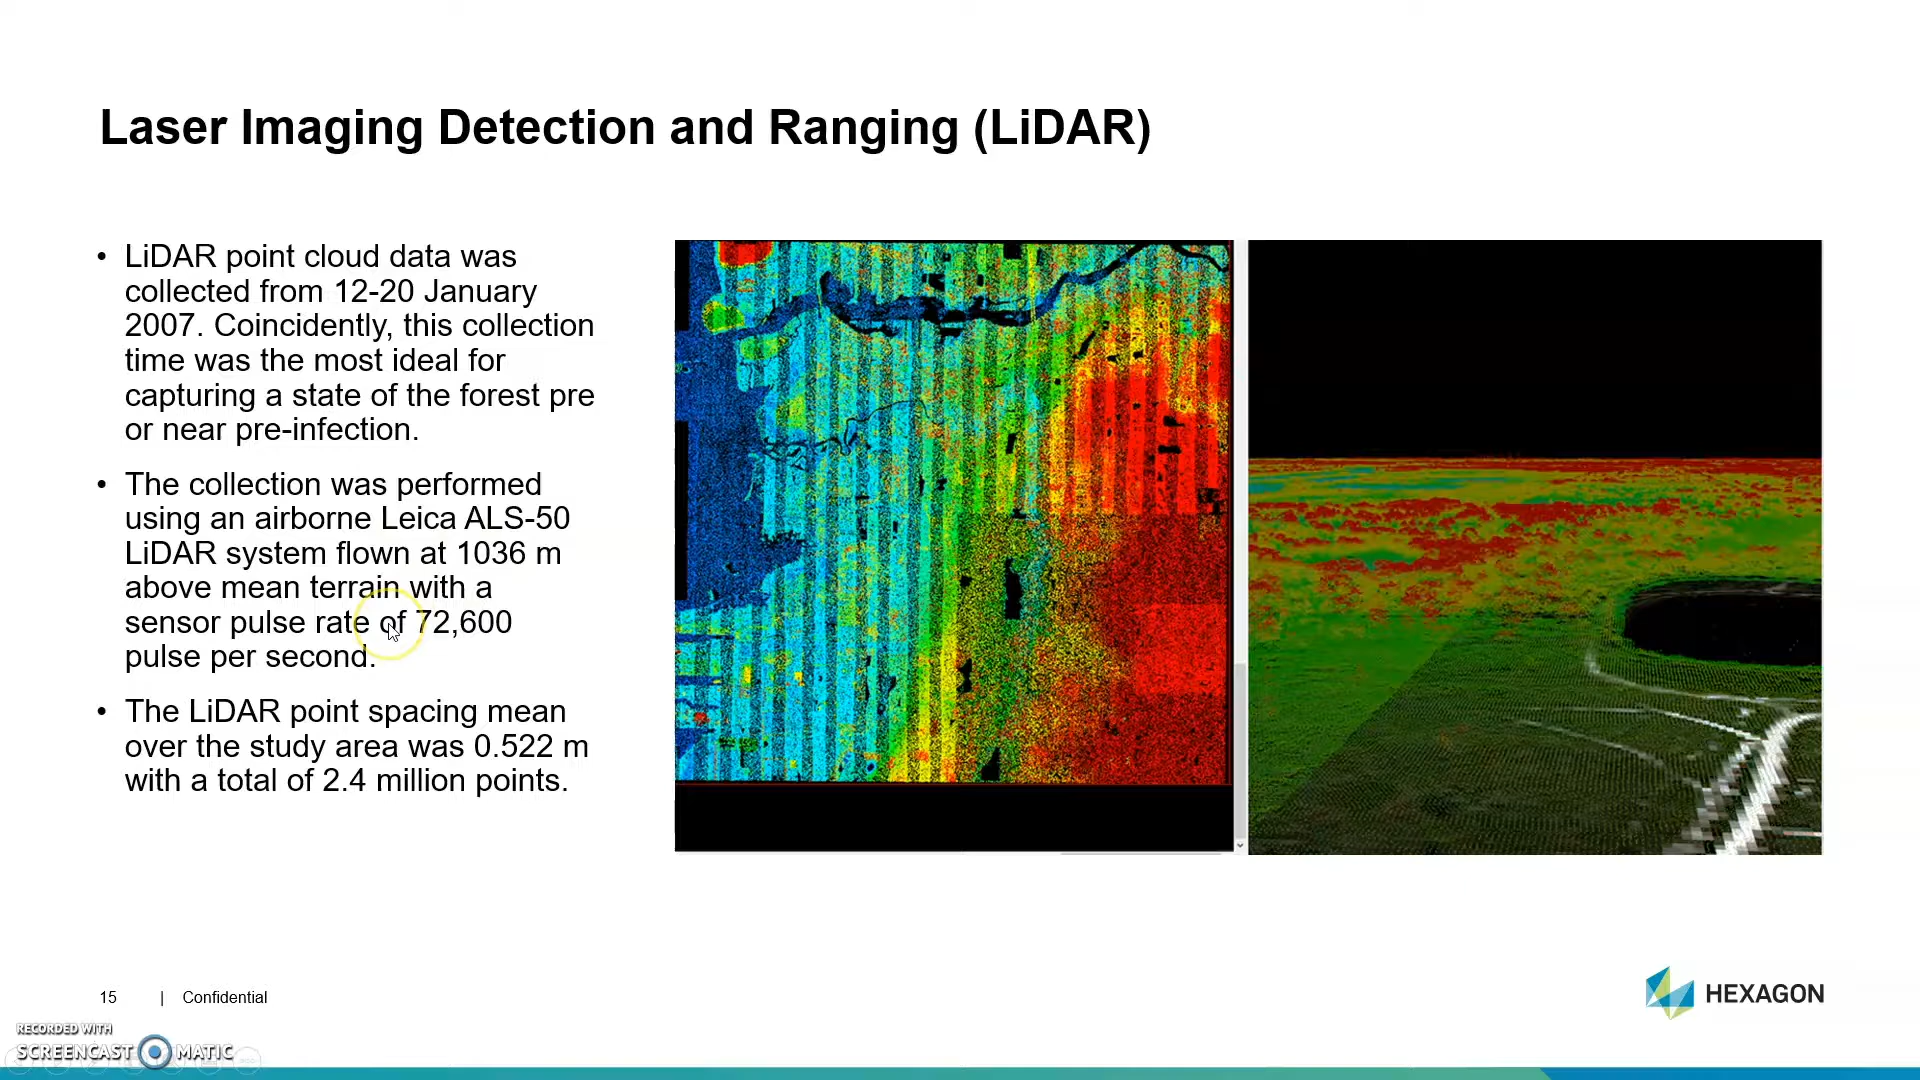 Laser Imaging Detection and Ranging (LiDAR)
• LiDAR point cloud data was
collected from 12-20 January
2007. Coincidently, this collection
time was the most ideal for
capturing a state of the forest pre
or near pre-infection.
• The collection was performed
using an airborne Leica ALS-50
LiDAR system flown at 1036 m
above mean terrain with a
sensor pulse rate of 72,600
pulse per second.
• The LiDAR point spacing mean
over the study area was 0.522 m
with a total of 2.4 million points.
15 | Confidential
HEXAGON
RECORDED WITH
SCREENCAST MATIC